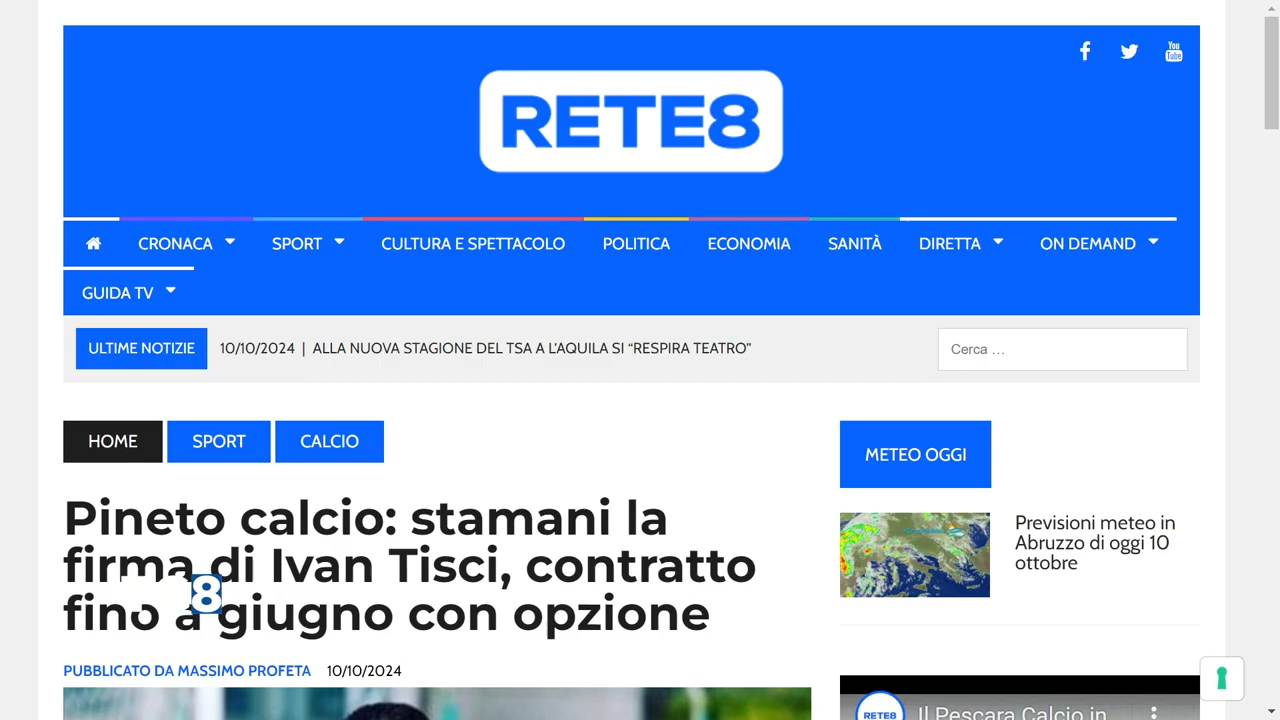 You
Tube
RETE8
CRONACA
SPORT
CULTURA E SPETTACOLO
POLITICA
ECONOMIA
SANITÀ
DIRETTA
ON DEMAND
GUIDA TV
ULTIME NOTIZIE
10/10/2024 | ALLA NUOVA STAGIONE DEL TSA A L'AQUILA SI “RESPIRA TEATRO”
Cerca …
HOME
SPORT
CALCIO
METEO OGGI
Pineto calcio: stamani la
firma di Ivan Tisci, contratto
fino a giugno con opzione
8
PUBBLICATO DA MASSIMO PROFETA
10/10/2024
Previsioni meteo in
Abruzzo di oggi 10
ottobre
RETE8
Il Pescara Calcio in